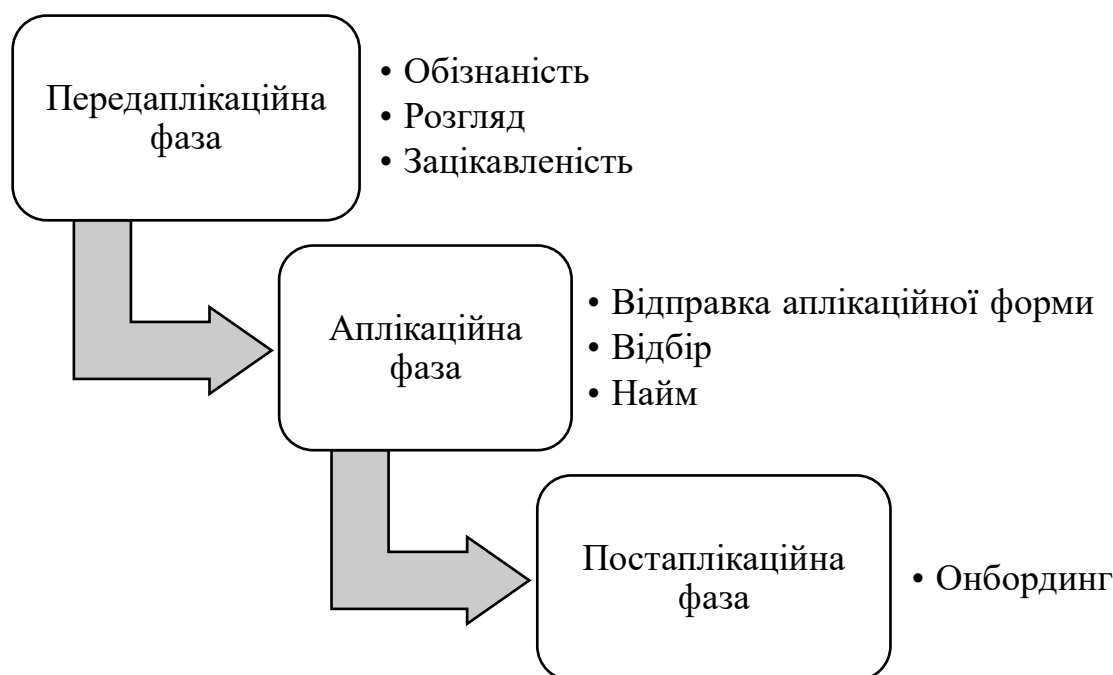 Передаплікаційна
фаза
• Обізнаність
• Розгляд
• Зацікавленість
Аплікаційна
фаза
• Відправка аплікаційної форми
• Відбір
• Найм
Постаплікаційна
фаза
• Онбординг